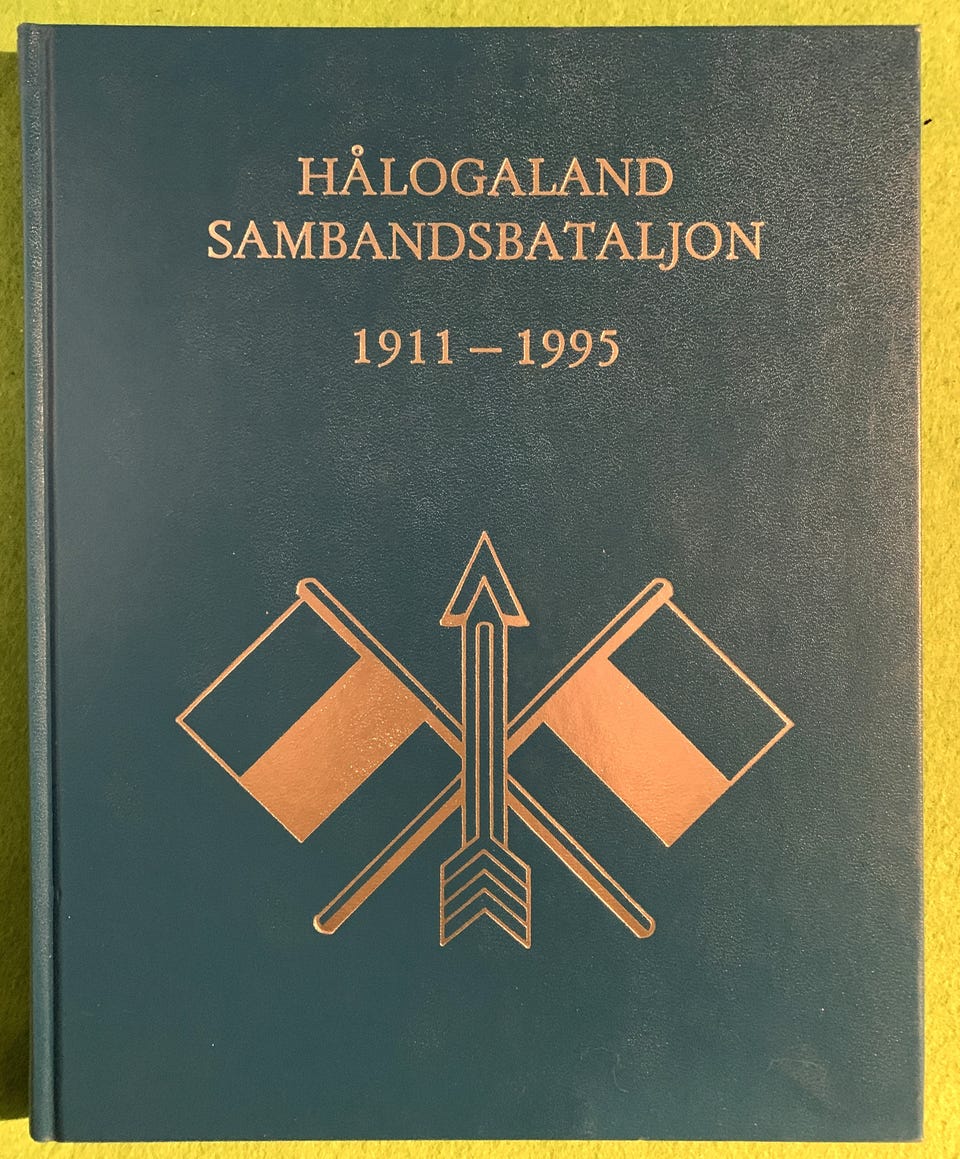 HÅLOGALAND
SAMBANDSBATALJON
1911 – 1995